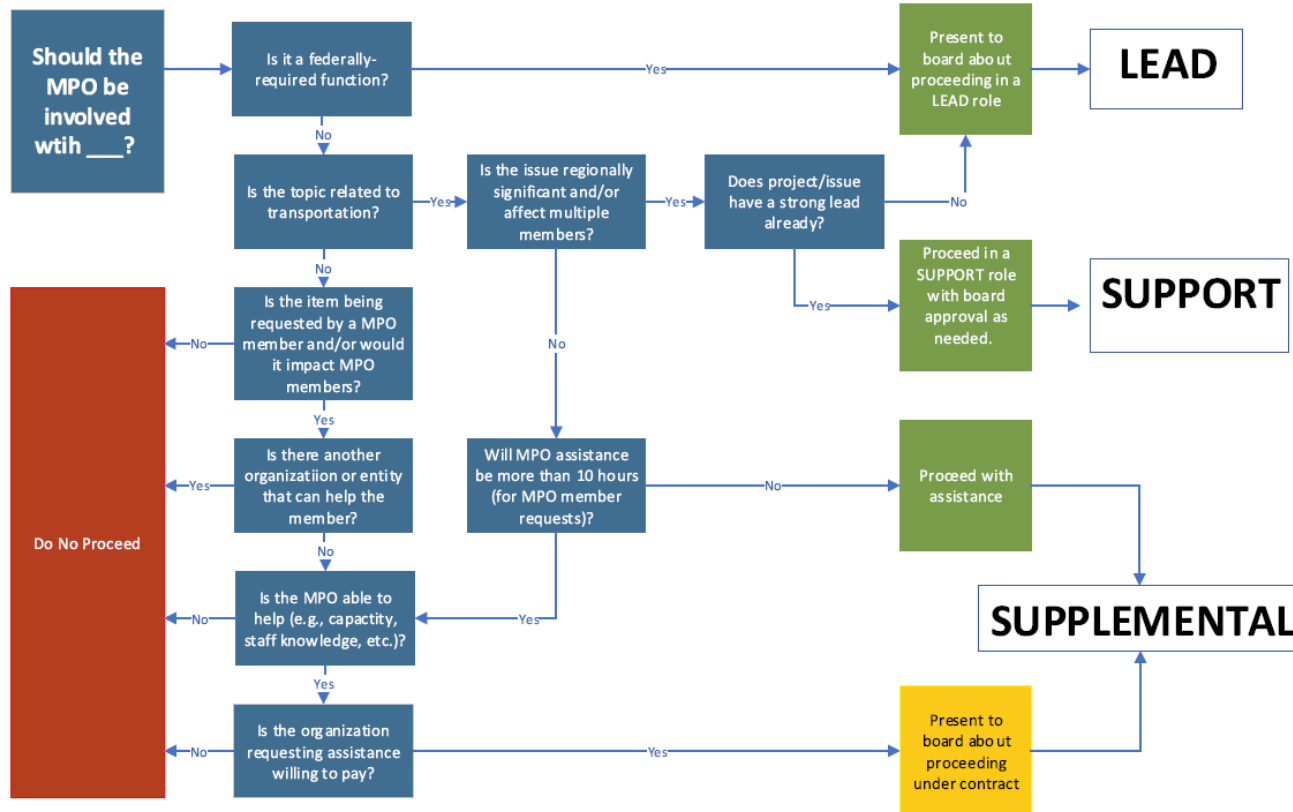 Should the
MPO be
involved
wtih ___?
Is it a federally-
required function?
Yes
Present to
board about
proceeding in a
LEAD role
LEAD
No
Is the topic related to
transportation?
Yes
Is the issue regionally
significant and/or
affect multiple
members?
Yes
Does project/issue
have a strong lead
already?
No
No
Is the item being
requested by a MPO
member and/or would
it impact MPO
members?
No
No
Yes
Proceed in a
SUPPORT role
with board
approval as
needed.
SUPPORT
Yes
Is there another
organizatiion or entity
that can help the
member?
Yes
Will MPO assistance
be more than 10 hours
(for MPO member
requests)?
No
Proceed with
assistance
Do No Proceed
No
Is the MPO able to
help (e.g., capactity,
staff knowledge, etc.)?
No
Yes
SUPPLEMENTAL
Yes
Is the organization
requesting assistance
willing to pay?
No
Yes
Present to
board about
proceeding
under contract